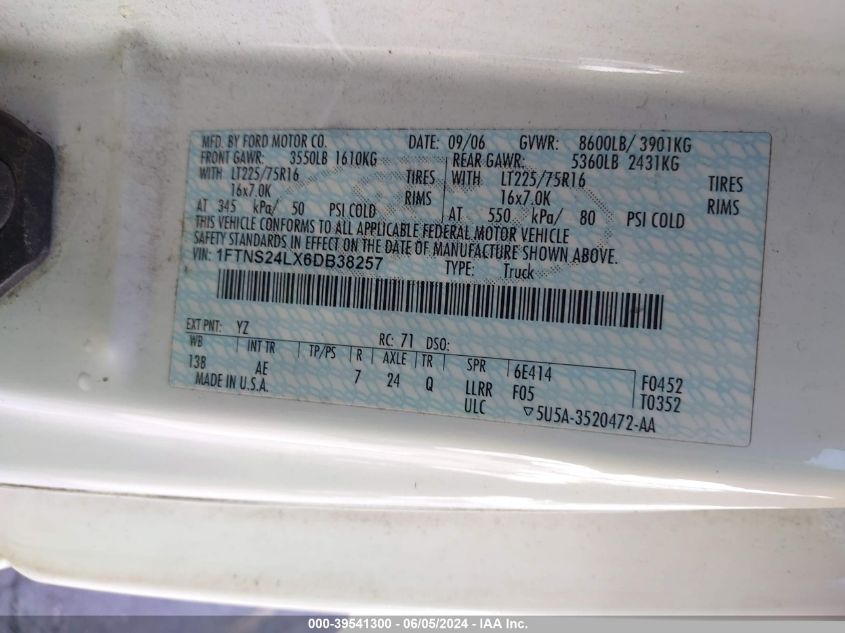 MFD. BY FORD MOTOR CO. DATE: 09/06 GVWR: 8600LB/ 3901KG
FRONT GAWR: 3550LB 1610KG REAR GAWR: 5360LB 2431KG
WITH LT225/75R16 TIRES WITH LT225/75R16 TIRES
16x7.0K RIMS 16x7.0K RIMS
AT 345 kPa/ 50 PSI COLD AT 550 kPa/ 80 PSI COLD
THIS VEHICLE CONFORMS TO ALL APPLICABLE FEDERAL MOTOR VEHICLE
SAFETY STANDARDS IN EFFECT ON THE DATE OF MANUFACTURE SHOWN ABOVE.
VIN: 1FTNS24LX6DB38257 TYPE: Truck
EXT PNT: YZ RC: 71 DSO:
WB INT TR TP/PS R AXLE TR SPR 6E414 F0452
138 AE 7 24 Q LLRR F05 T0352
MADE IN U.S.A. ULC ▽5U5A-3520472-AA
000-39541300 - 06/05/2024 - IAA Inc.